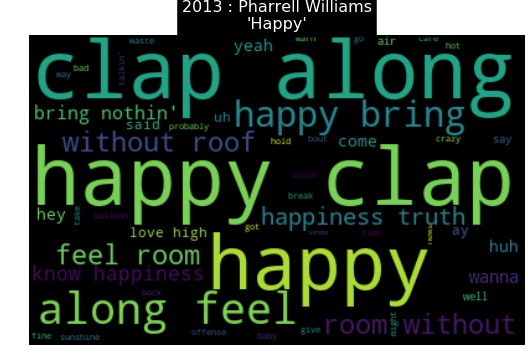 2013 : Pharrell Williams
'Happy'
waste yeah warn go care
clap along
way bad talkin' air hot
bring nothin' uh happy bring
said probably
without roof hold bout come crazy say
happy clap
space
break
hey take balloon happiness truth
love high got ay
feel room happy time huh
know happiness wanna
back well
along feel
night room without
fine sunshine offense baby give